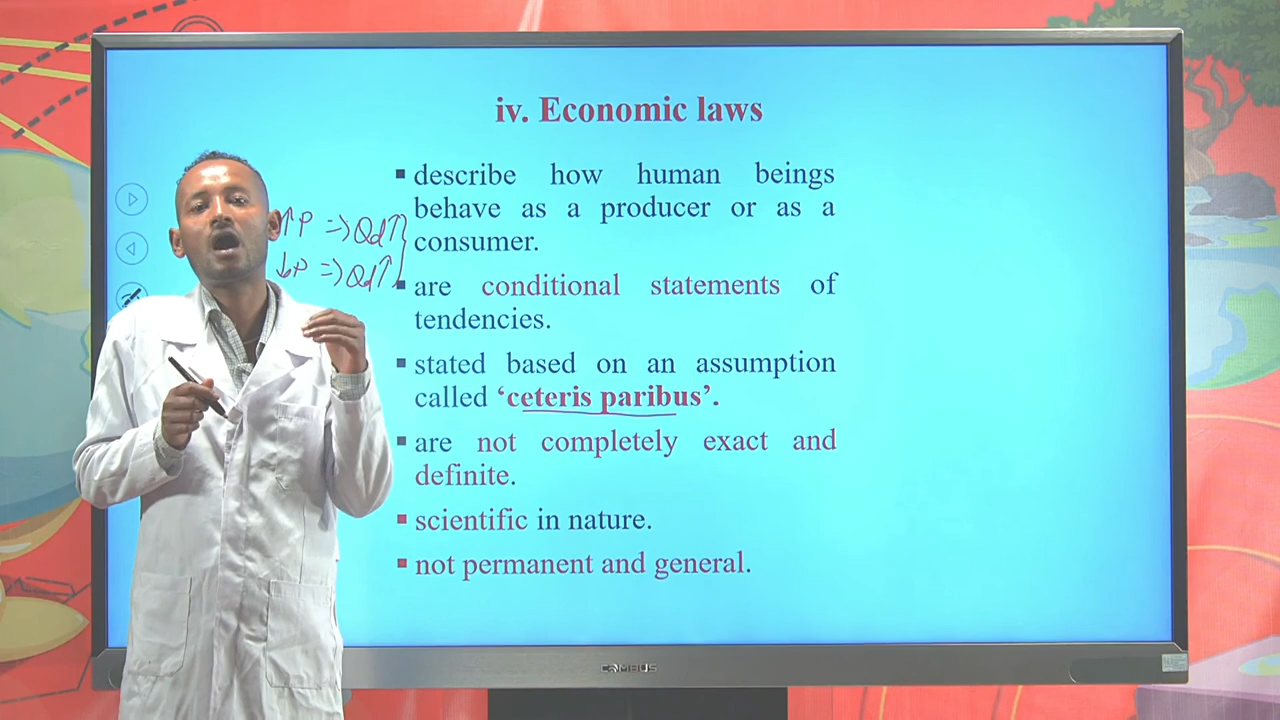 iv. Economic laws
▪ describe how human beings
behave as a producer or as a
consumer.
▪ are conditional statements of
tendencies.
▪ stated based on an assumption
called ‘ceteris paribus’.
▪ are not completely exact and
definite.
▪ scientific in nature.
▪ not permanent and general.
↑P => Qd↑
↓P => Qd↑
CAMBUS